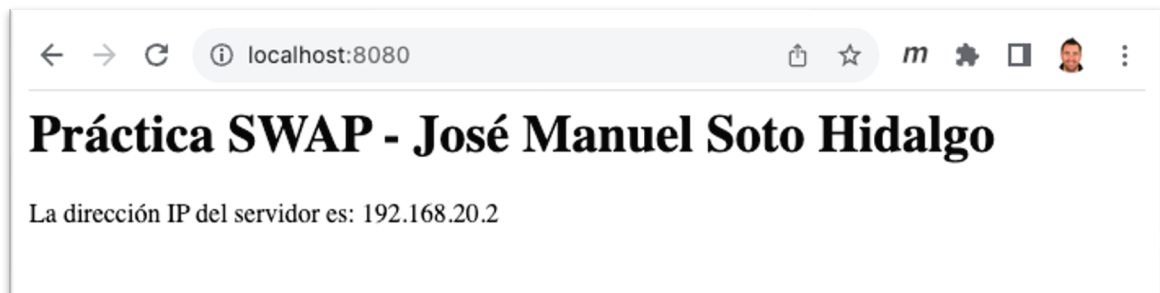 localhost:8080
m
Práctica SWAP - José Manuel Soto Hidalgo
La dirección IP del servidor es: 192.168.20.2